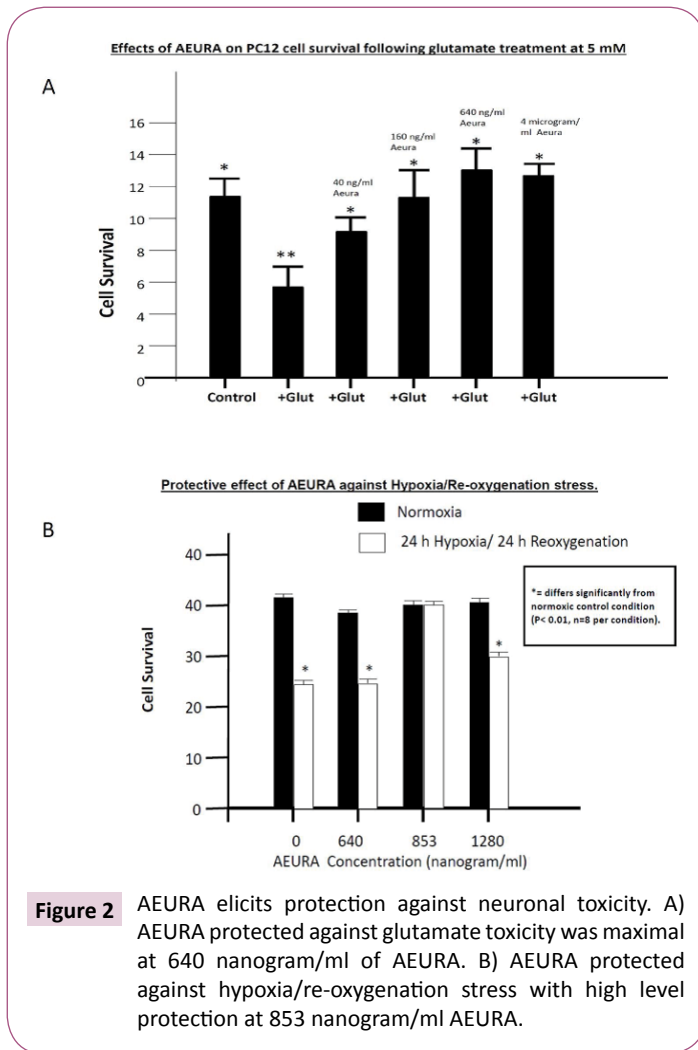 Effects of AEURA on PC12 cell survival following glutamate treatment at 5 mM
A
Cell Survival
16
14
12
10
8
6
4
2
0
*
**
40 ng/ml
Aeura
*
160 ng/ml
Aeura
*
640 ng/ml
Aeura
*
4 microgram/
ml Aeura
*
Control +Glut +Glut +Glut +Glut +Glut
Protective effect of AEURA against Hypoxia/Re-oxygenation stress.
B
Normoxia
24 h Hypoxia/ 24 h Reoxygenation
*= differs significantly from
normoxic control condition
(P< 0.01, n=8 per condition).
Cell Survival
40
40
30
20
10
0
* * *
0 640 853 1280
AEURA Concentration (nanogram/ml)
Figure 2 AEURA elicits protection against neuronal toxicity. A)
AEURA protected against glutamate toxicity was maximal
at 640 nanogram/ml of AEURA. B) AEURA protected
against hypoxia/re-oxygenation stress with high level
protection at 853 nanogram/ml AEURA.